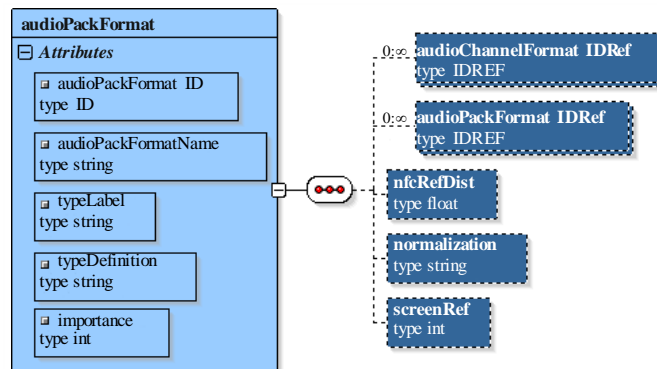 audioPackFormat
Attributes
audioPackFormat ID
type ID
audioPackFormatName
type string
typeLabel
type string
typeDefinition
type string
importance
type int
0:∞
audioChannelFormat IDRef
type IDREF
0:∞
audioPackFormat IDRef
type IDREF
nfcRefDist
type float
normalization
type string
screenRef
type int